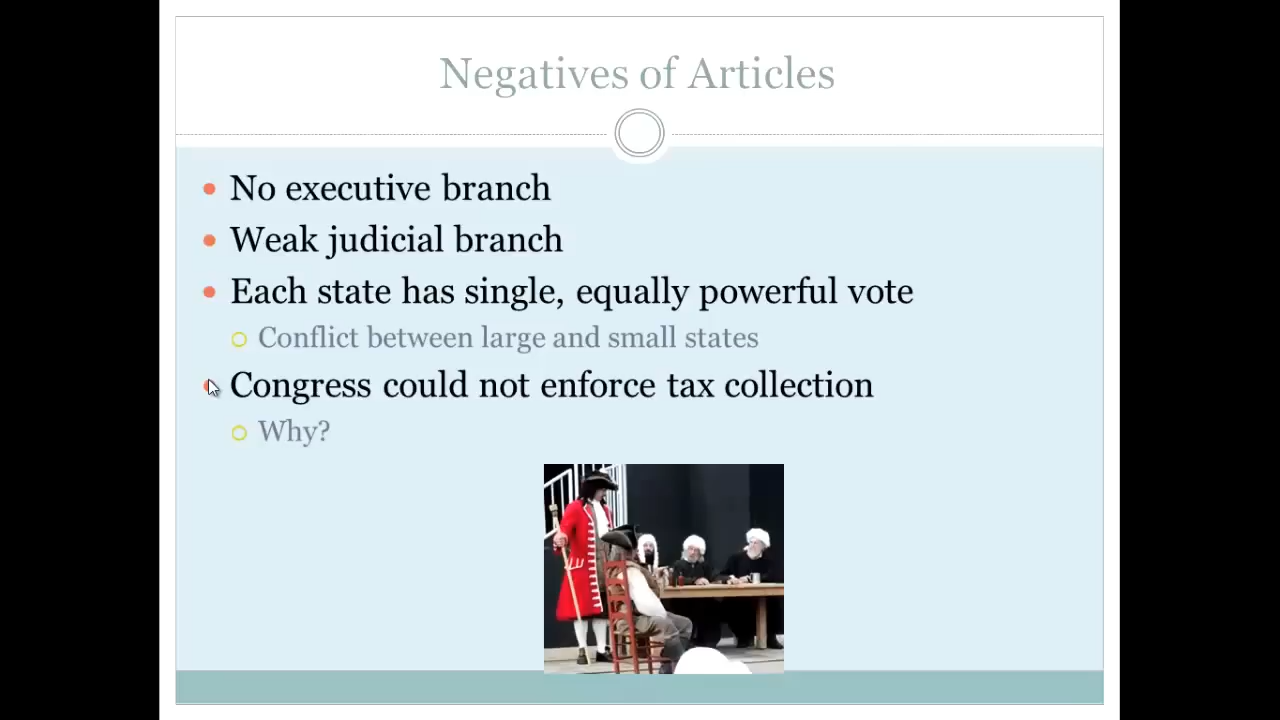 Negatives of Articles
No executive branch
Weak judicial branch
Each state has single, equally powerful vote
Conflict between large and small states
Congress could not enforce tax collection
Why?